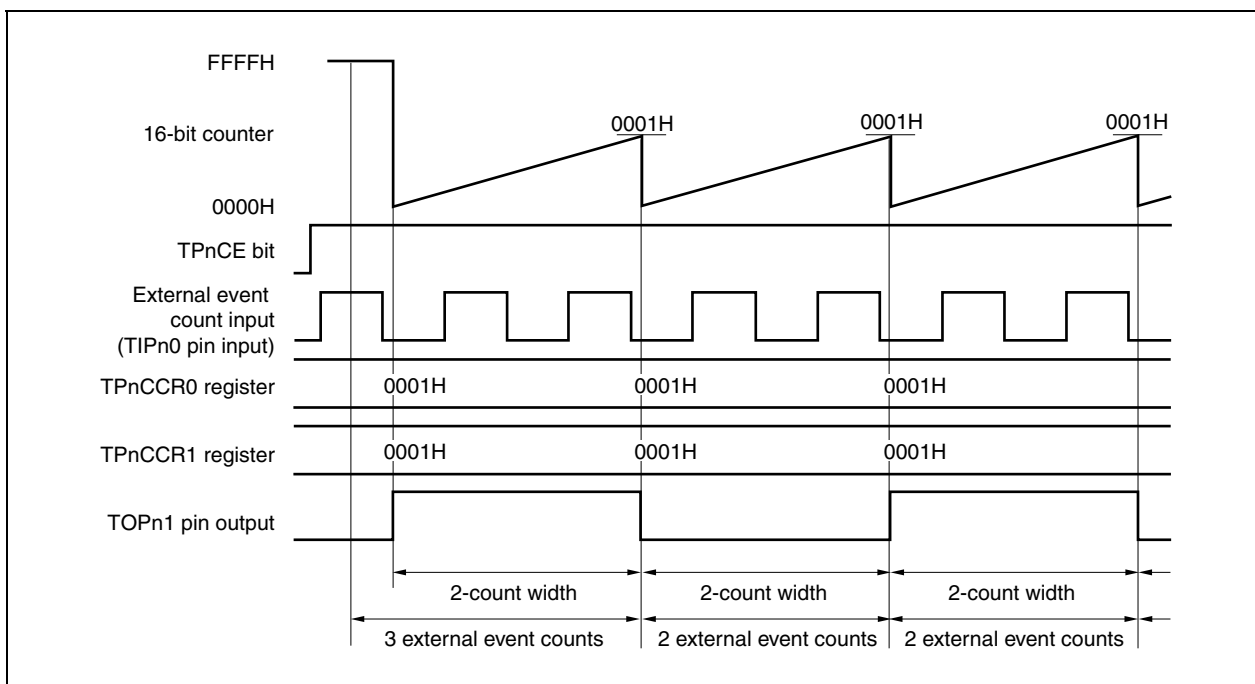 FFFFH
16-bit counter
0001H 0001H 0001H
0000H
TPnCE bit
External event
count input
(TIPn0 pin input)
TPnCCR0 register 0001H 0001H 0001H
TPnCCR1 register 0001H 0001H 0001H
TOPn1 pin output
2-count width 2-count width 2-count width
3 external event counts 2 external event counts 2 external event counts